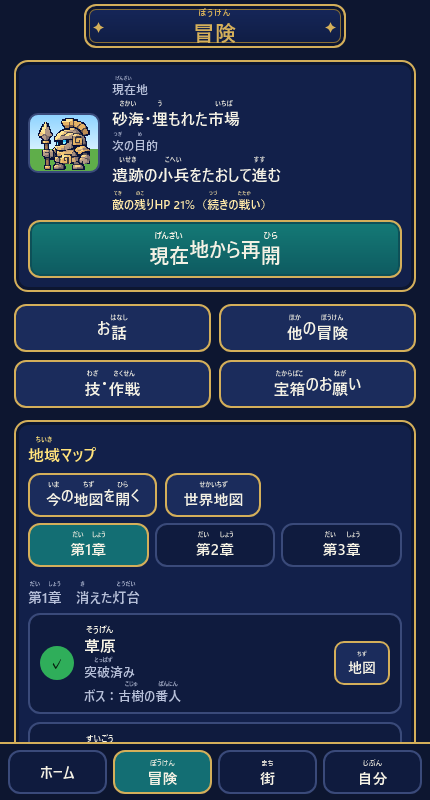 冒険
現在地
砂海・埋もれた市場
次の目的
遺跡の小兵をたおして進む
敵の残りHP 21%（続きの戦い）
現在地から再開
お話
他の冒険
技・作戦
宝箱のお願い
地域マップ
今の地図を開く
世界地図
第1章
第2章
第3章
第1章　消えた灯台
草原
突破済み
ボス：古樹の番人
地図
すいごう
ホーム
冒険
街
自分